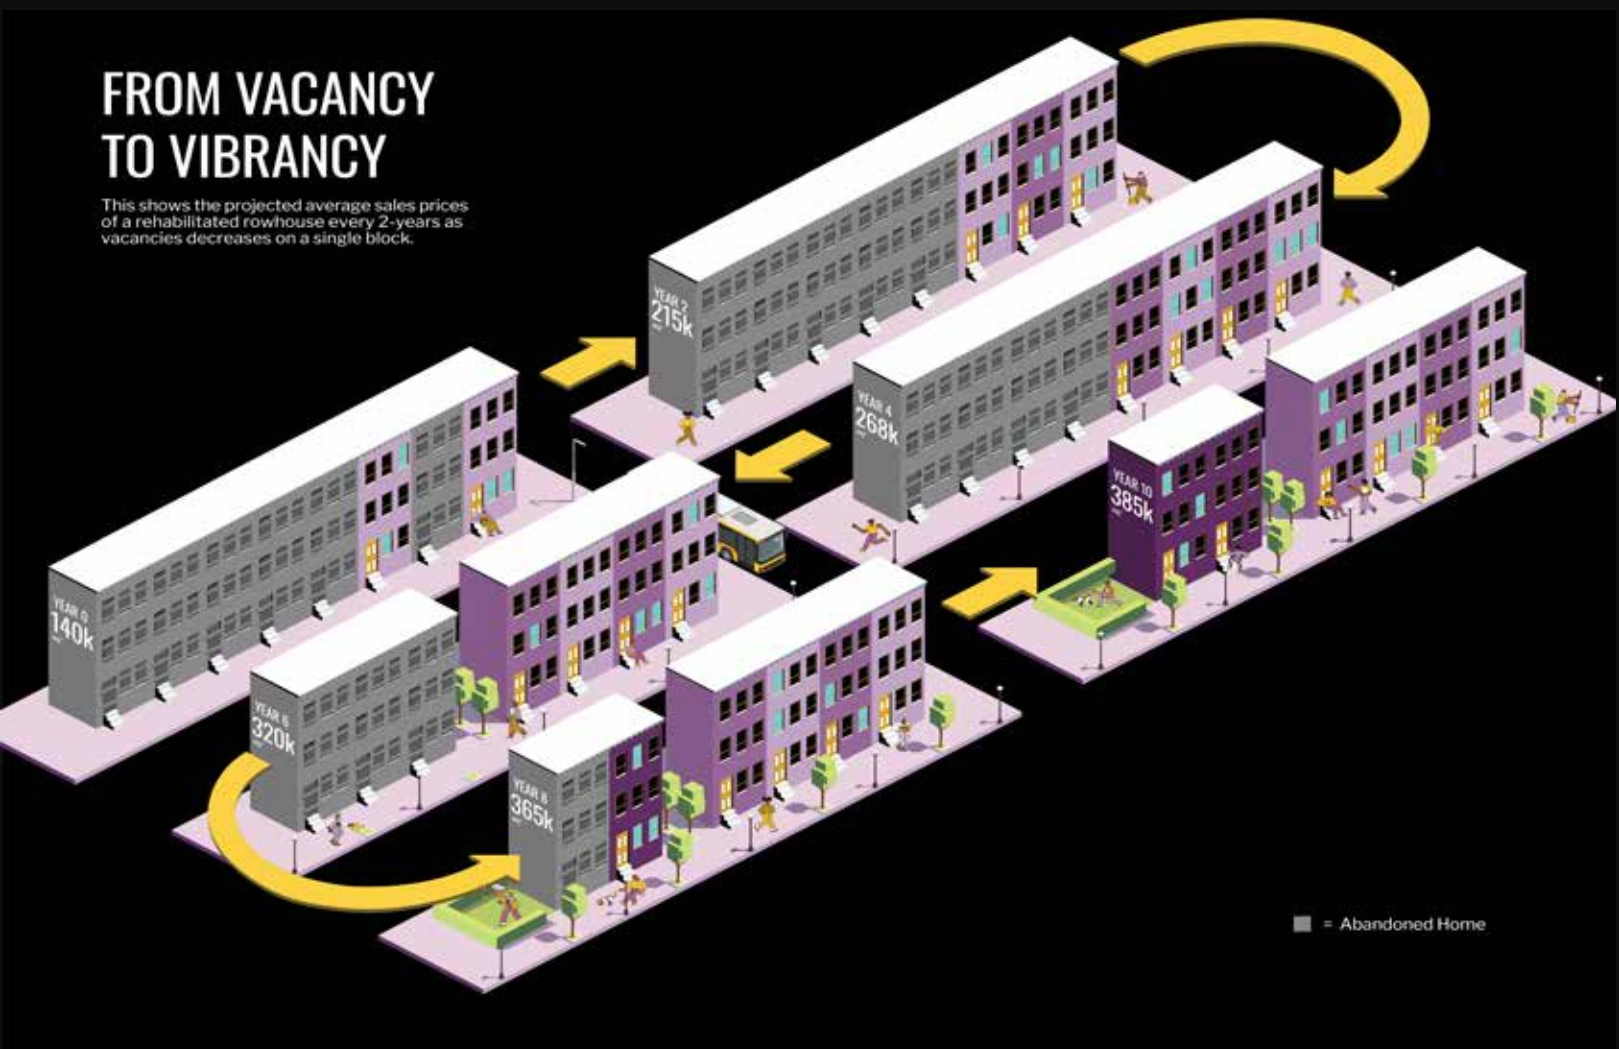 FROM VACANCY
TO VIBRANCY
This shows the projected average sales prices
of a rehabilitated rowhouse every 2-years as
vacancies decreases on a single block.
YEAR 0
140k
YEAR 2
215k
YEAR 4
268k
YEAR 6
320k
YEAR 8
365k
YEAR 10
385k
= Abandoned Home